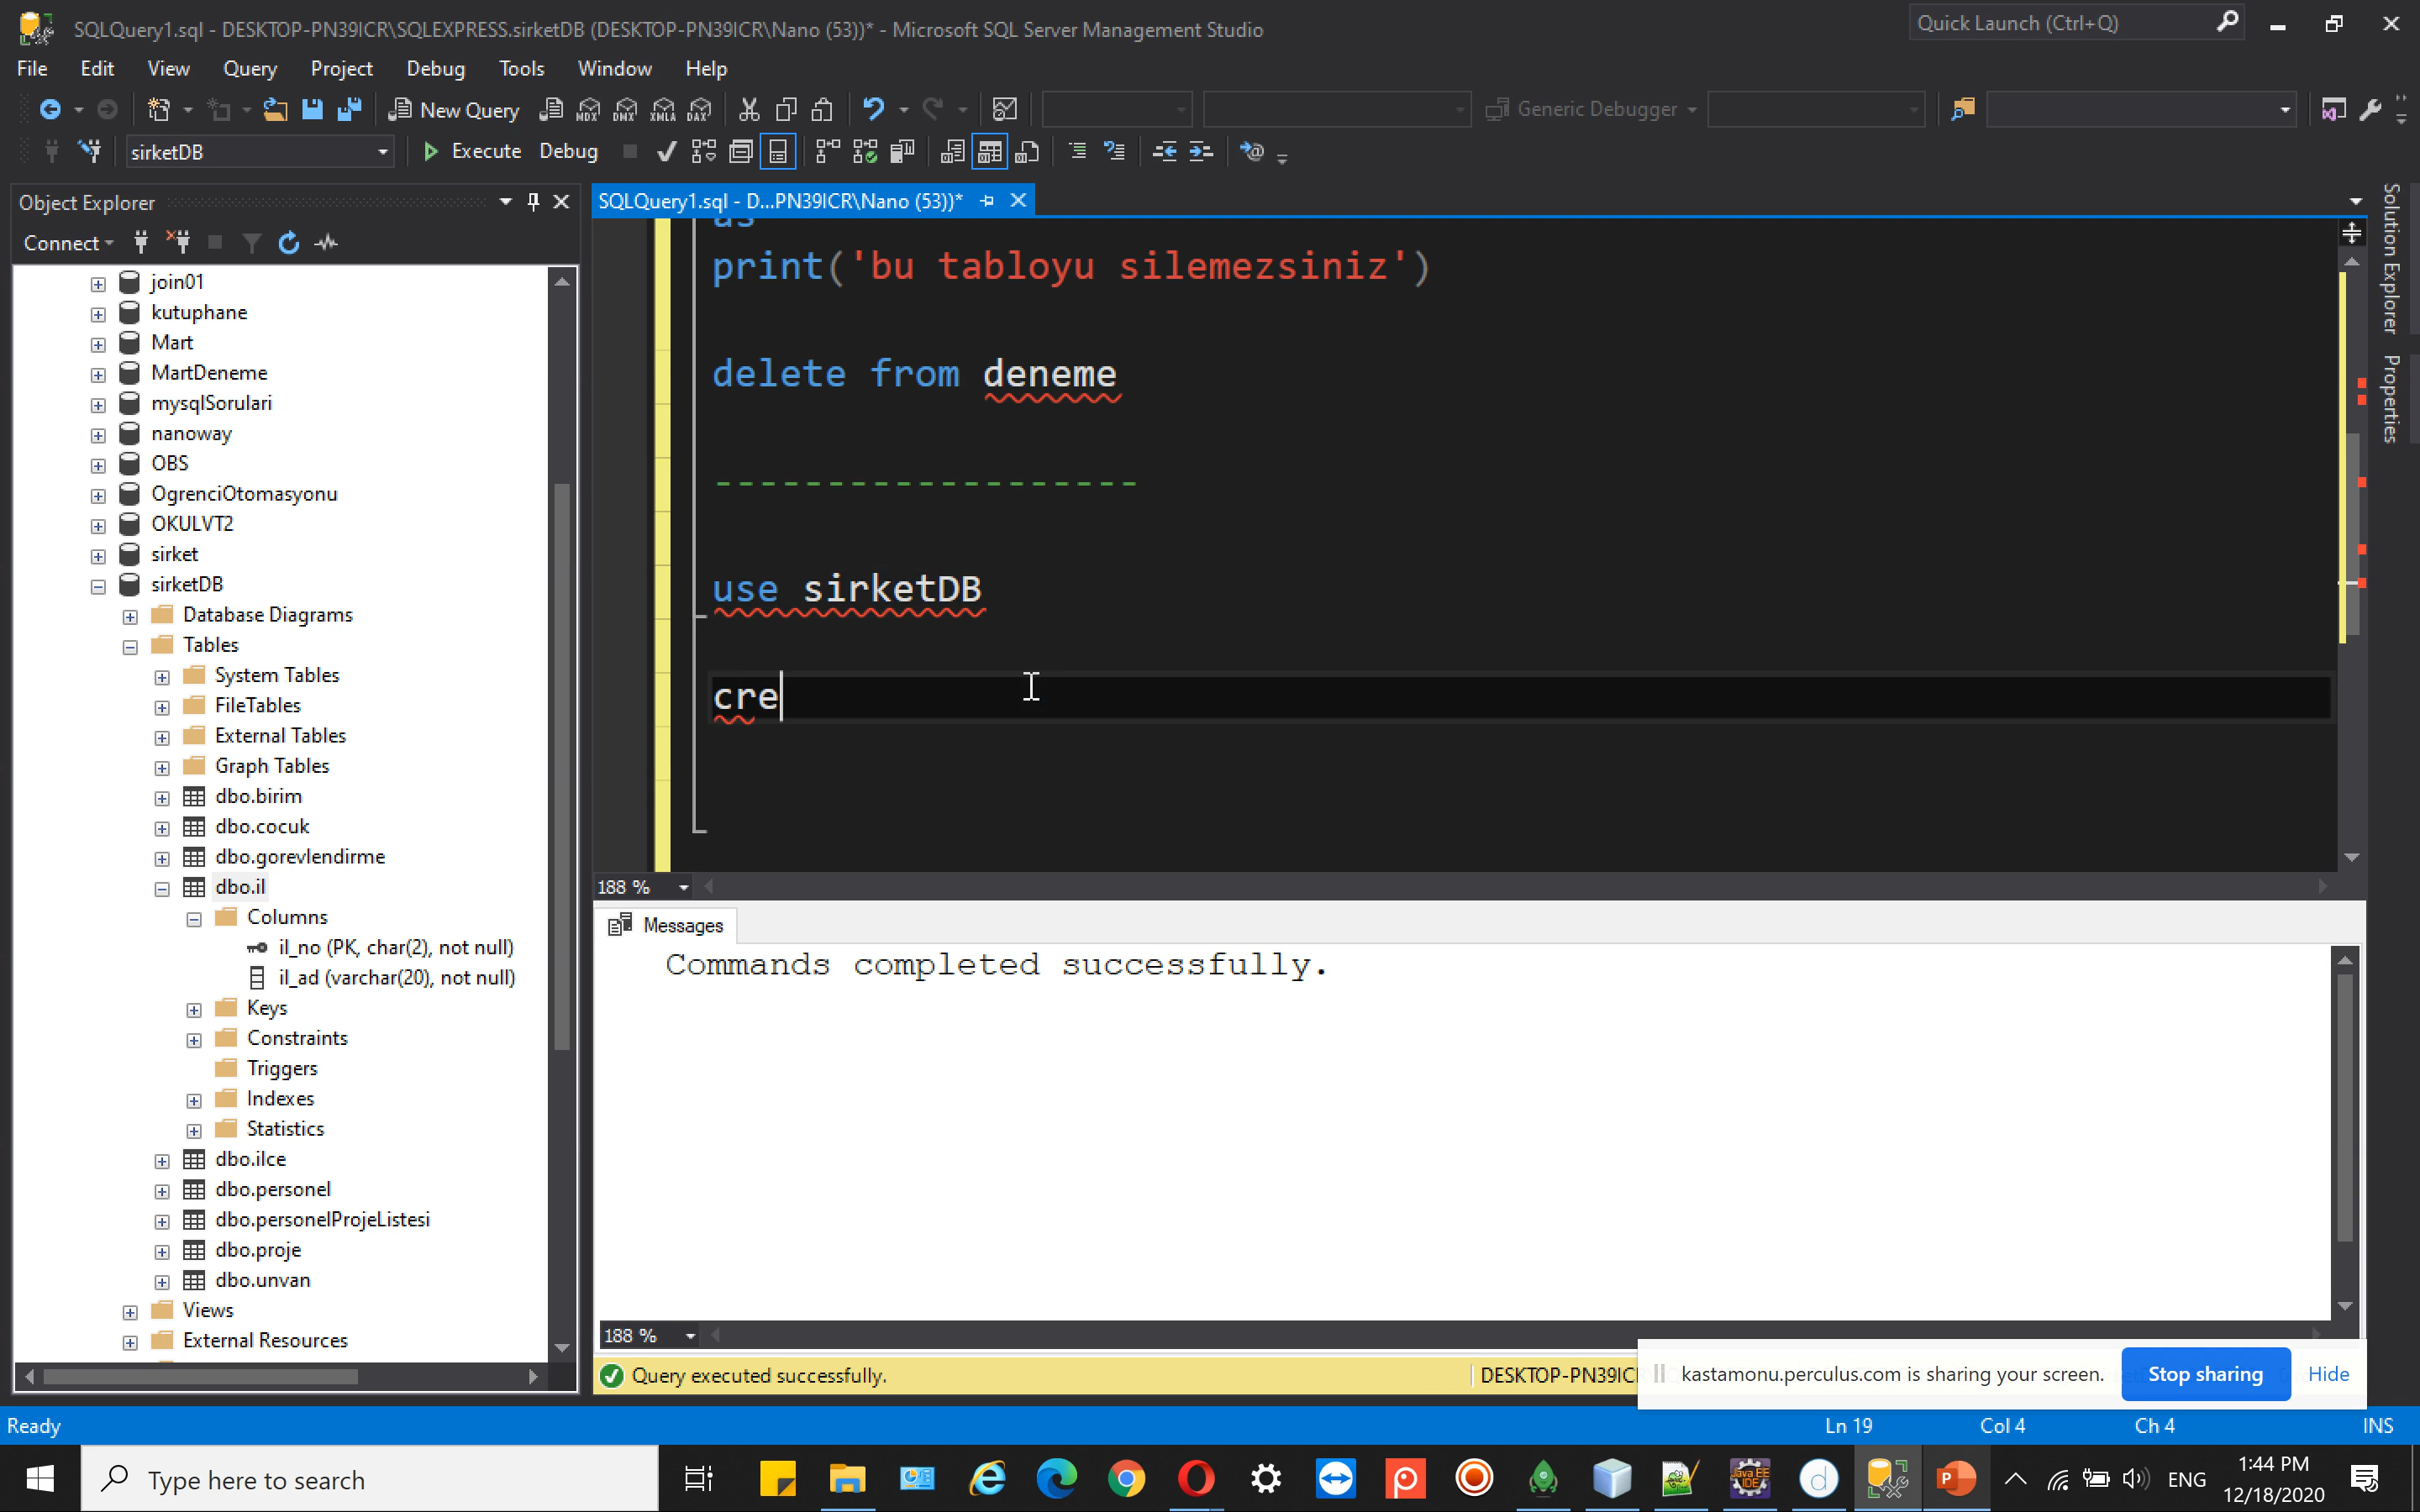 SQLQuery1.sql - DESKTOP-PN39ICR\SQLEXPRESS.sirketDB (DESKTOP-PN39ICR\Nano (53))* - Microsoft SQL Server Management Studio
Quick Launch (Ctrl+Q)
File Edit View Query Project Debug Tools Window Help
New Query MDX DMX XMLA DAX Generic Debugger
sirketDB Execute Debug
Object Explorer
Connect
join01
kutuphane
Mart
MartDeneme
mysqlSorulari
nanoway
OBS
OgrenciOtomasyonu
OKULVT2
sirket
sirketDB
Database Diagrams
Tables
System Tables
FileTables
External Tables
Graph Tables
dbo.birim
dbo.cocuk
dbo.gorevlendirme
dbo.il
Columns
il_no (PK, char(2), not null)
il_ad (varchar(20), not null)
Keys
Constraints
Triggers
Indexes
Statistics
dbo.ilce
dbo.personel
dbo.personelProjeListesi
dbo.proje
dbo.unvan
Views
External Resources
SQLQuery1.sql - D...PN39ICR\Nano (53))*
as
print('bu tabloyu silemezsiniz')
delete from deneme
-------------------
use sirketDB
cre
188 %
Messages
Commands completed successfully.
188 %
Query executed successfully.
DESKTOP-PN39IC
kastamonu.perculus.com is sharing your screen.
Stop sharing
Hide
Solution Explorer
Properties
Ready
Ln 19 Col 4 Ch 4 INS
Type here to search
Java EE IDE
ENG
1:44 PM
12/18/2020